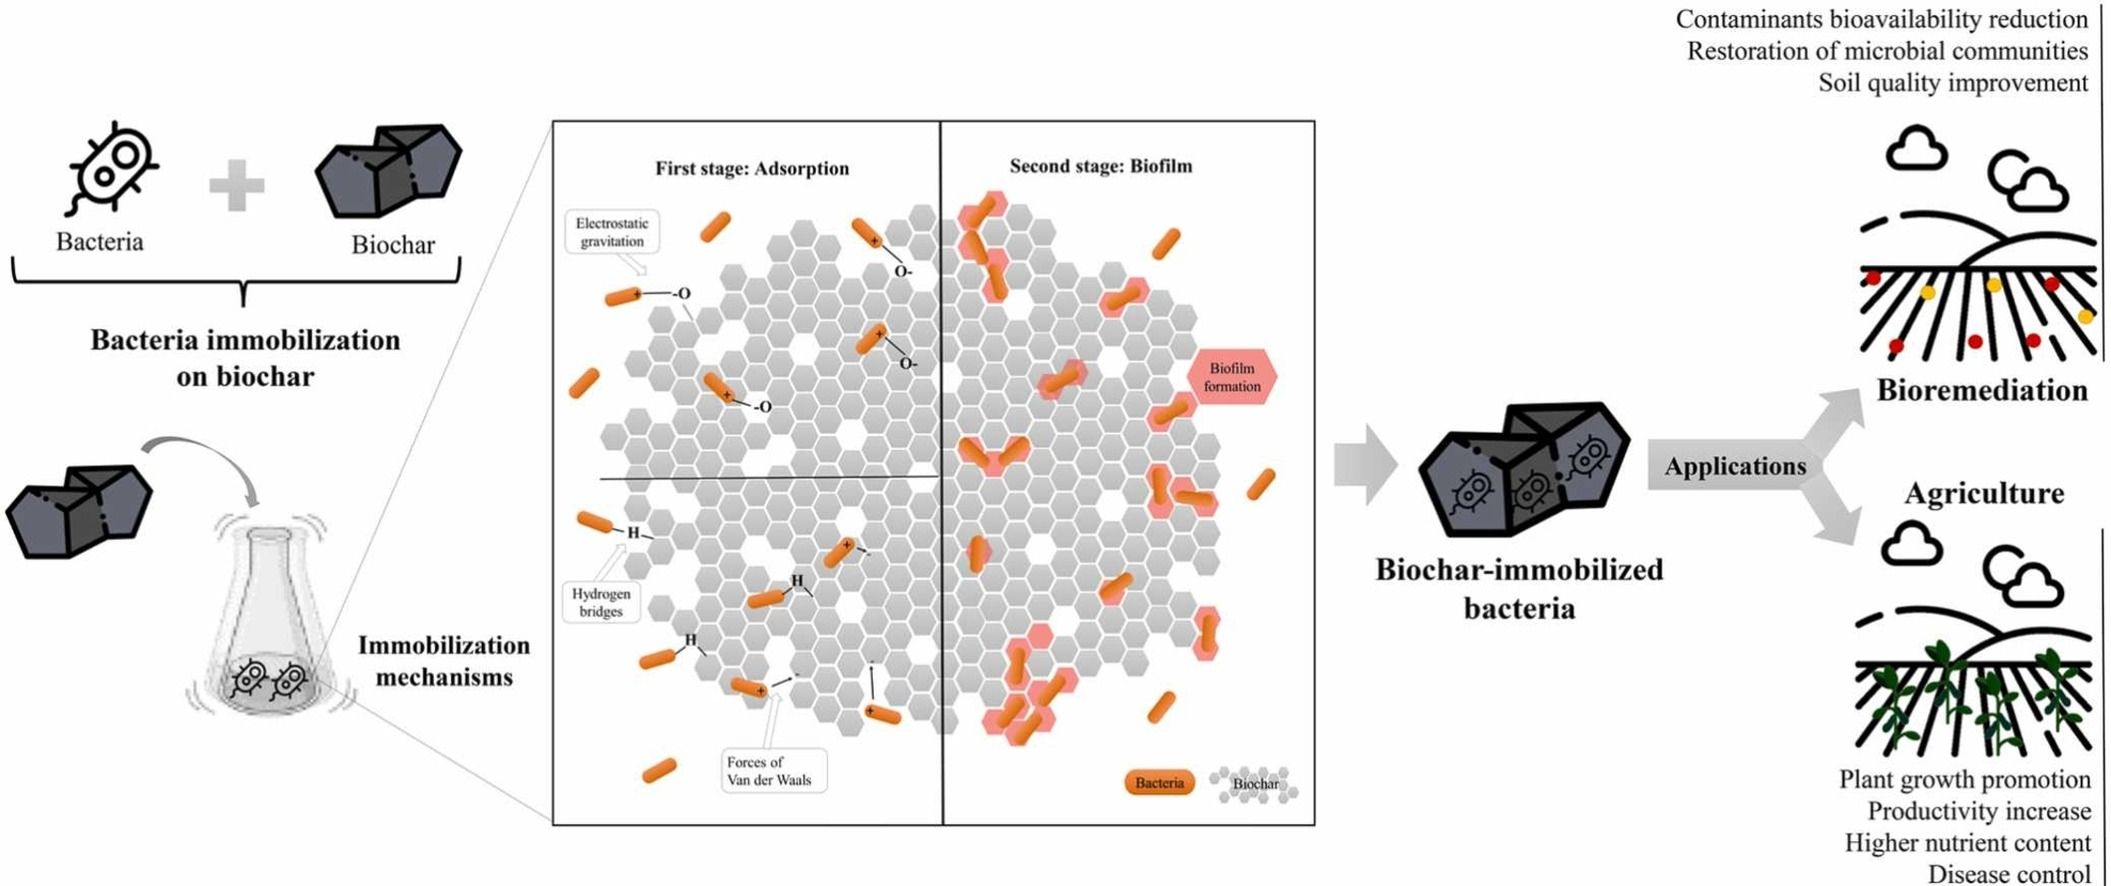 Bacteria
Biochar
Bacteria immobilization
on biochar
Immobilization
mechanisms
First stage: Adsorption
Electrostatic
gravitation
+
-O
+
O-
+
O-
+
-O
H
Hydrogen
bridges
+
-
H
H
+
-
+
-
Forces of
Van der Waals
Second stage: Biofilm
Biofilm
formation
Bacteria
Biochar
Biochar-immobilized
bacteria
Applications
Contaminants bioavailability reduction
Restoration of microbial communities
Soil quality improvement
Bioremediation
Agriculture
Plant growth promotion
Productivity increase
Higher nutrient content
Disease control